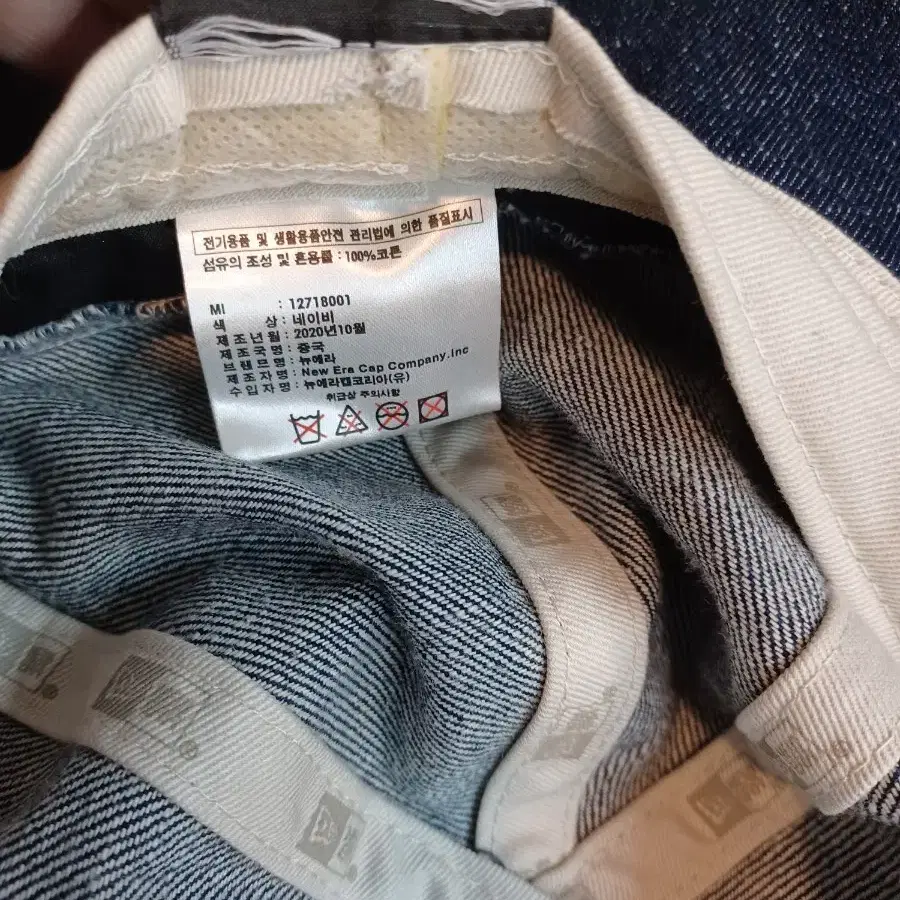 전기용품 및 생활용품안전 관리법에 의한 품질표시
섬유의 조성 및 혼용률 : 100%코튼
MI : 12718001
색 상 : 네이비
제 조 년 월 : 2020년10월
제 조 국 명 : 중국
브 랜 드 명 : 뉴에라
제 조 자 명 : New Era Cap Company.Inc
수 입 자 명 : 뉴에라캡코리아(유)
취급상 주의사항